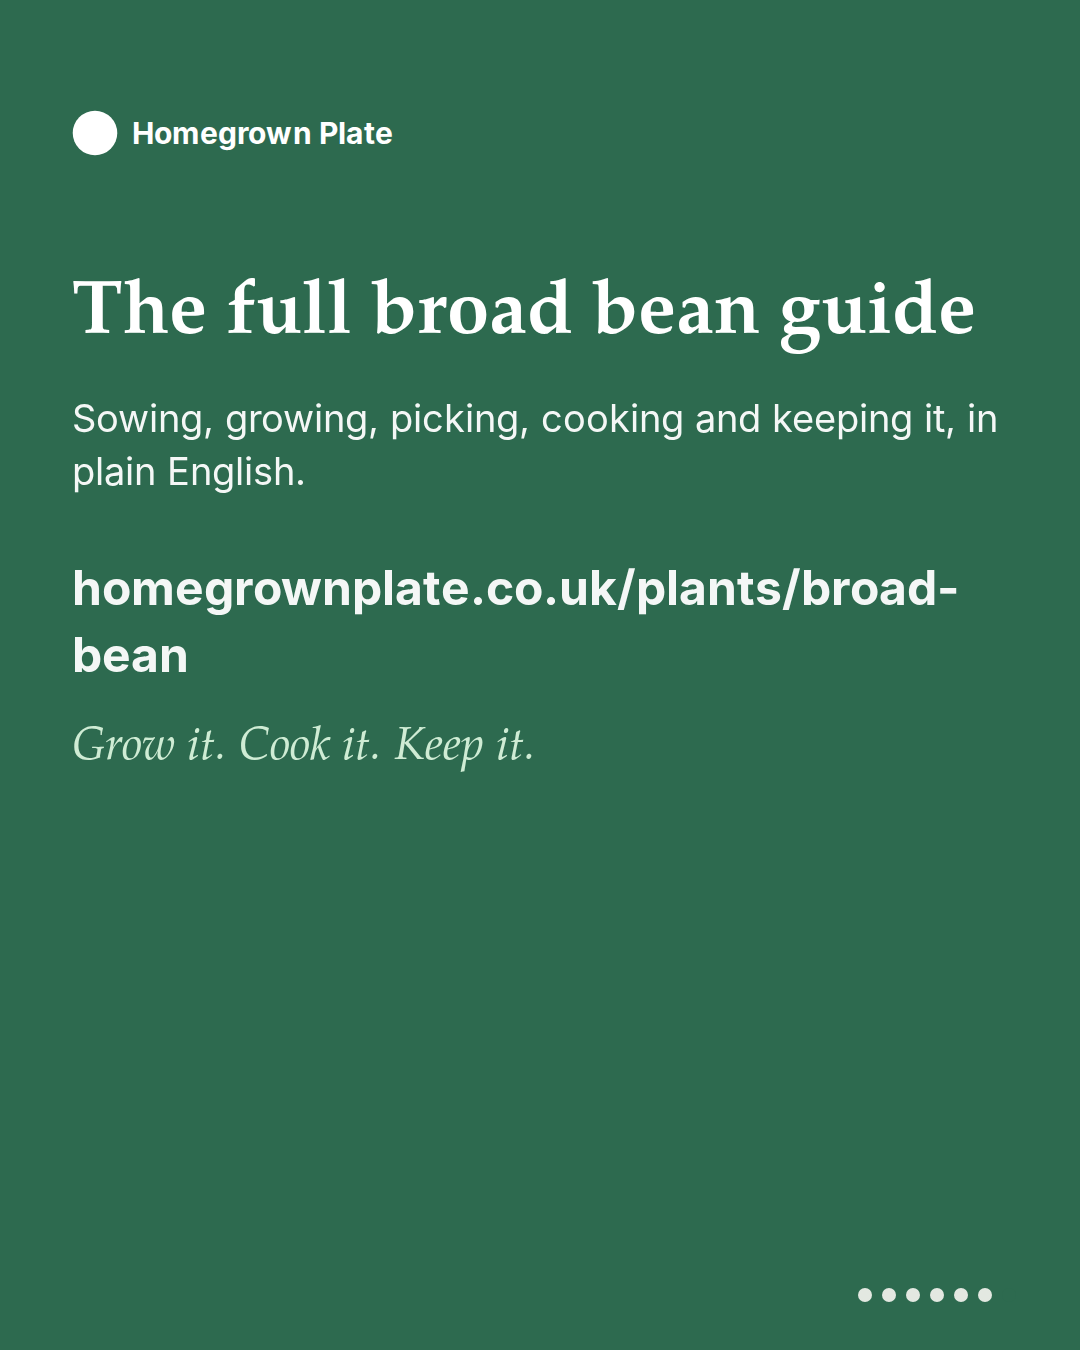 Homegrown Plate
The full broad bean guide
Sowing, growing, picking, cooking and keeping it, in
plain English.
homegrownplate.co.uk/plants/broad-
bean
Grow it. Cook it. Keep it.